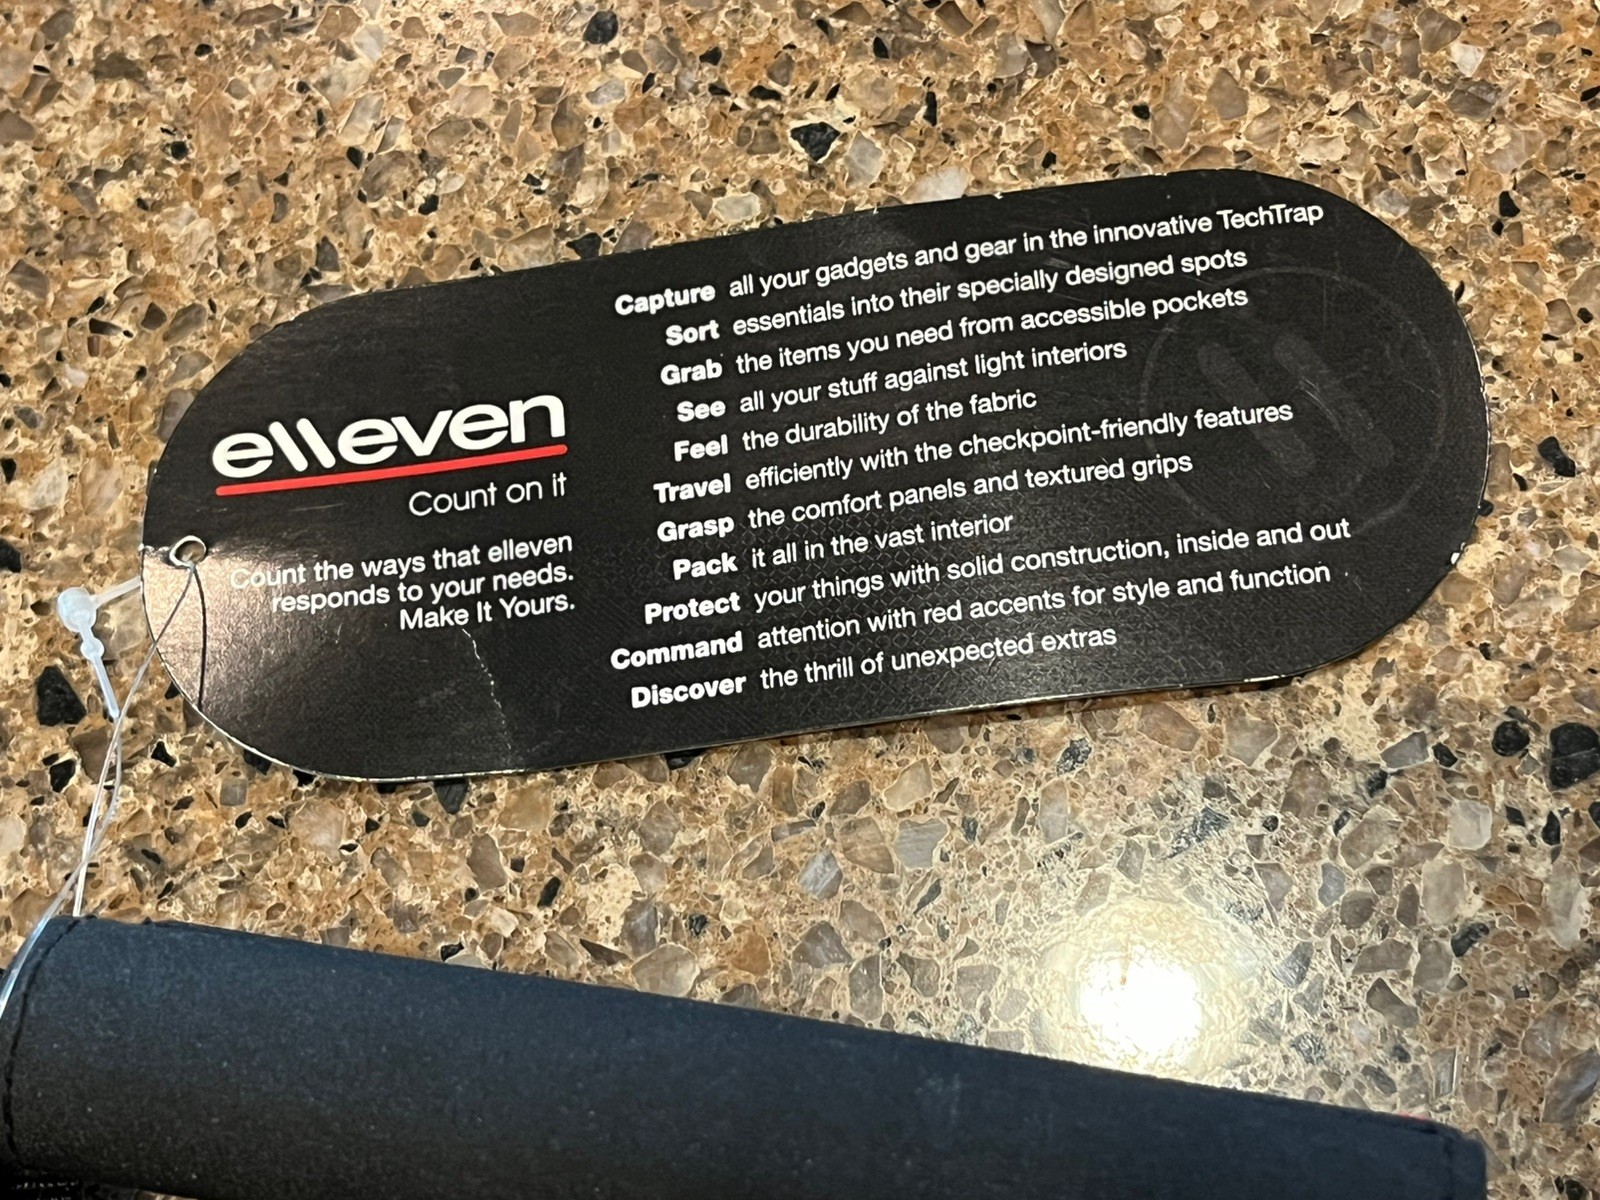 elleven
Count on it
Count the ways that elleven
responds to your needs.
Make It Yours.
Capture all your gadgets and gear in the innovative TechTrap
Sort essentials into their specially designed spots
Grab the items you need from accessible pockets
See all your stuff against light interiors
Feel the durability of the fabric
Travel efficiently with the checkpoint-friendly features
Grasp the comfort panels and textured grips
Pack it all in the vast interior
Protect your things with solid construction, inside and out
Command attention with red accents for style and function
Discover the thrill of unexpected extras